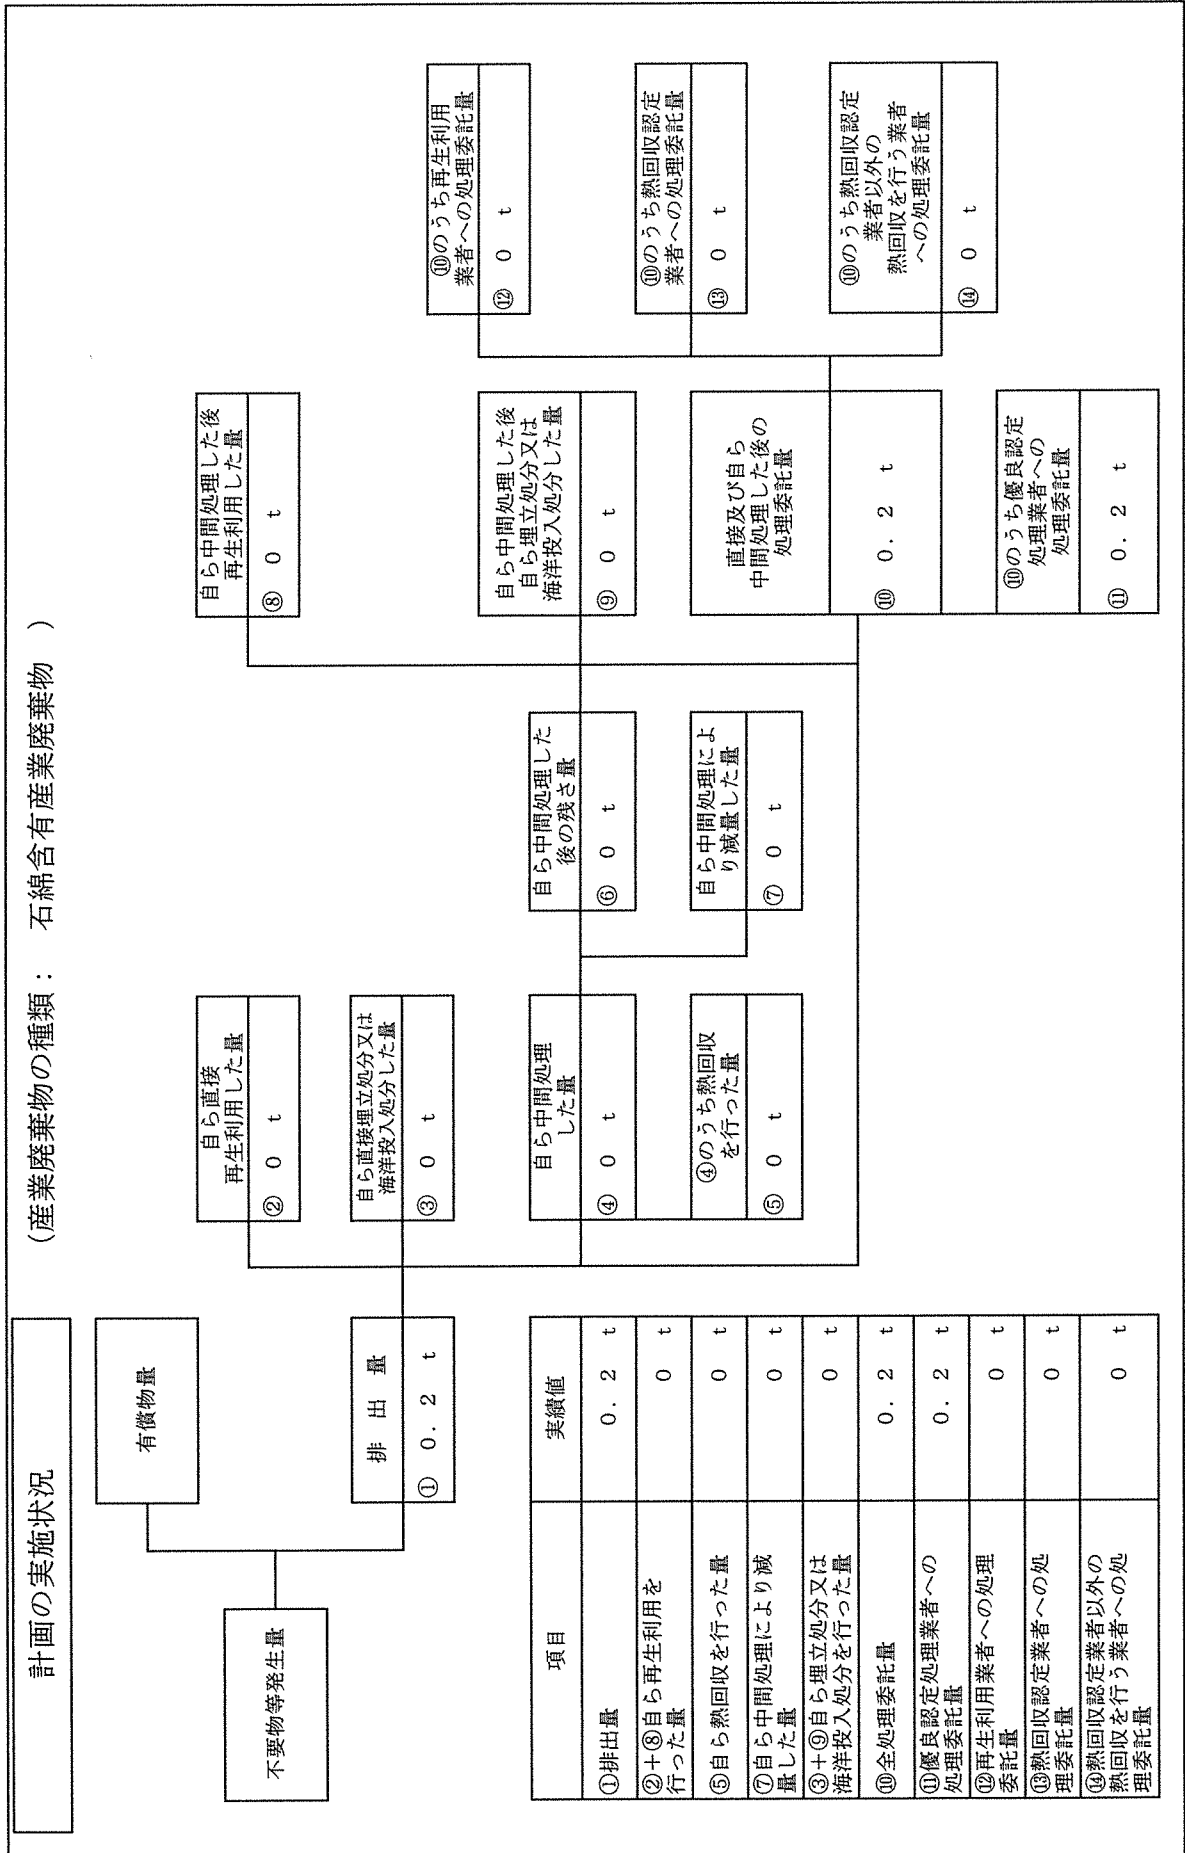 計画の実施状況
(産業廃棄物の種類： 石綿含有産業廃棄物 )
不要物等発生量
有償物量
排 出 量
① 0.2 t
自ら直接
再生利用した量
② 0 t
自ら直接埋立処分又は
海洋投入処分した量
③ 0 t
自ら中間処理
した量
④ 0 t
④のうち熱回収
を行った量
⑤ 0 t
自ら中間処理した
後の残さ量
⑥ 0 t
自ら中間処理によ
り減量した量
⑦ 0 t
自ら中間処理した後
再生利用した量
⑧ 0 t
自ら中間処理した後
自ら埋立処分又は
海洋投入処分した量
⑨ 0 t
直接及び自ら
中間処理した後の
処理委託量
⑩ 0.2 t
⑩のうち優良認定
処理業者への
処理委託量
⑪ 0.2 t
⑩のうち再生利用
業者への処理委託量
⑫ 0 t
⑩のうち熱回収認定
業者への処理委託量
⑬ 0 t
⑩のうち熱回収認定
業者以外の
熱回収を行う業者
への処理委託量
⑭ 0 t
項目 実績値
①排出量 0.2 t
②+⑧自ら再生利用を
行った量 0 t
⑤自ら熱回収を行った量 0 t
⑦自ら中間処理により減
量した量 0 t
③+⑨自ら埋立処分又は
海洋投入処分を行った量 0 t
⑩全処理委託量 0.2 t
⑪優良認定処理業者への
処理委託量 0.2 t
⑫再生利用業者への処理
委託量 0 t
⑬熱回収認定業者への処
理委託量 0 t
⑭熱回収認定業者以外の
熱回収を行う業者への処
理委託量 0 t